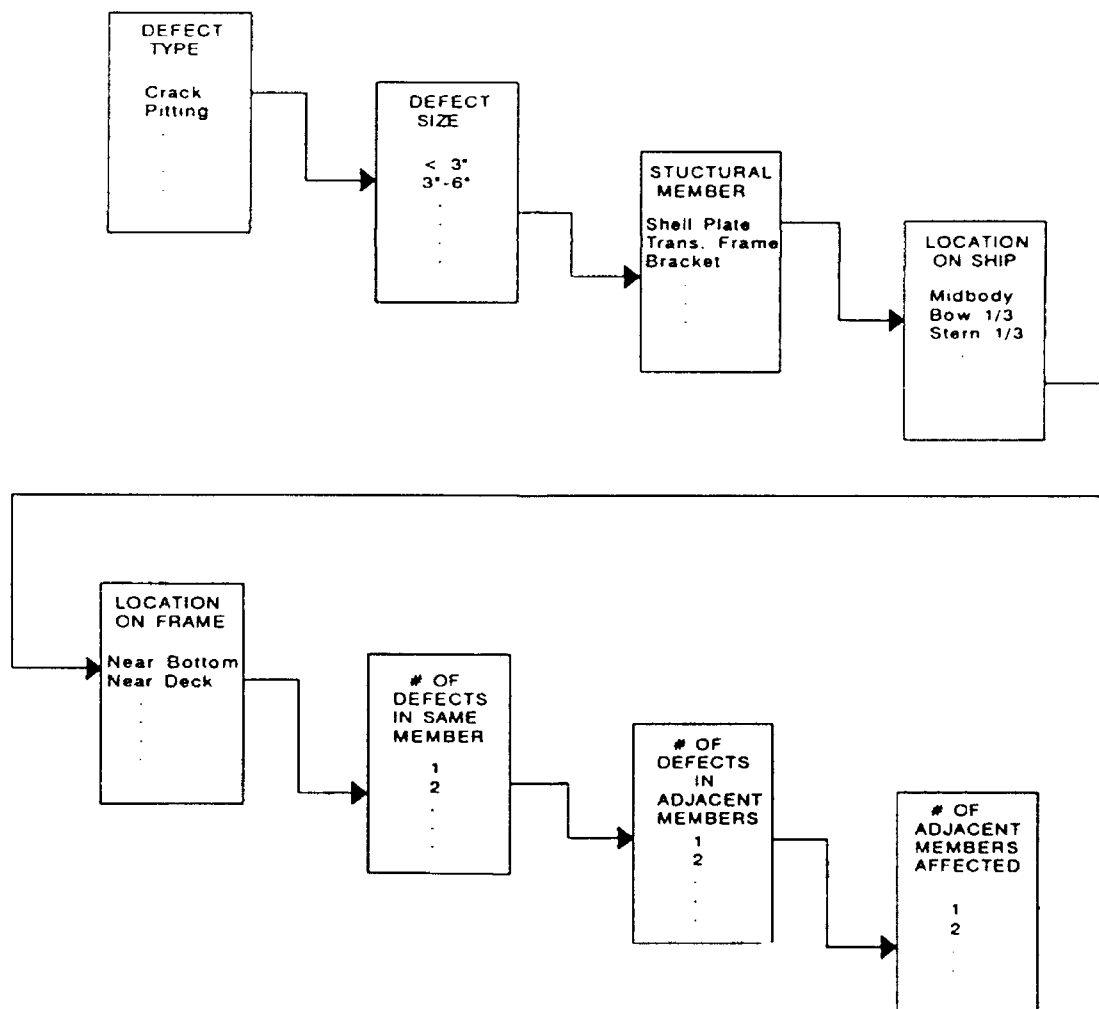 DEFECT
TYPE
Crack
Pitting
DEFECT
SIZE
< 3"
3"-6"
STUCTURAL
MEMBER
Shell Plate
Trans. Frame
Bracket
LOCATION
ON SHIP
Midbody
Bow 1/3
Stern 1/3
LOCATION
ON FRAME
Near Bottom
Near Deck
# OF
DEFECTS
IN SAME
MEMBER
1
2
# OF
DEFECTS
IN
ADJACENT
MEMBERS
1
2
# OF
ADJACENT
MEMBERS
AFFECTED
1
2